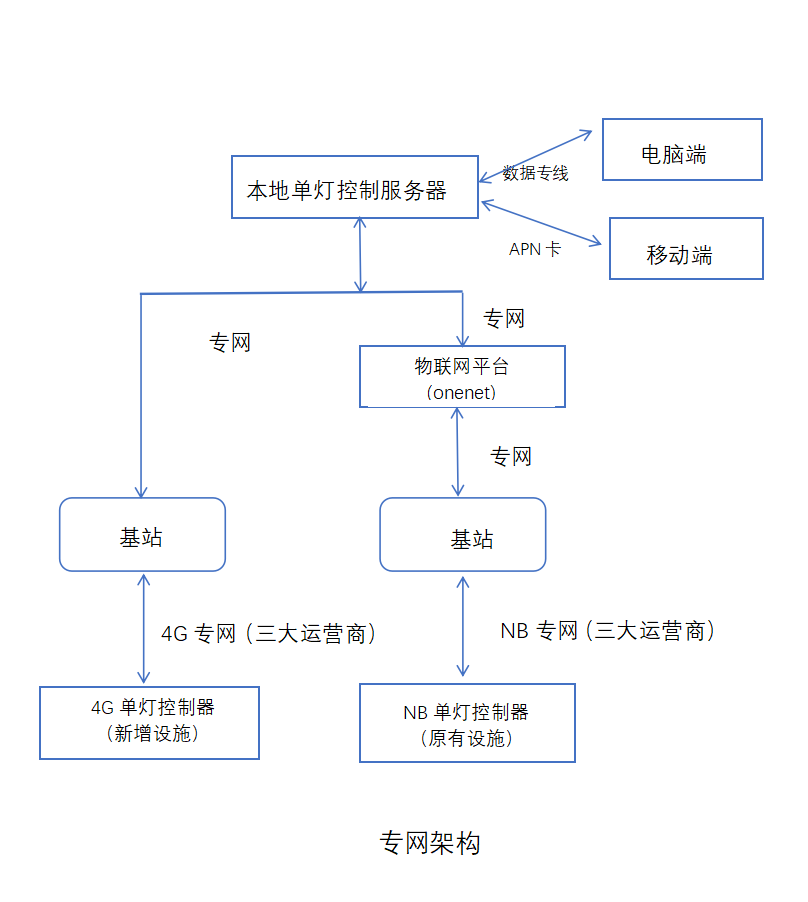 电脑端
数据专线
本地单灯控制服务器
APN 卡
移动端
专网
专网
物联网平台
(onenet)
专网
基站
基站
4G 专网（三大运营商）
NB 专网（三大运营商）
4G 单灯控制器
（新增设施）
NB 单灯控制器
（原有设施）
专网架构